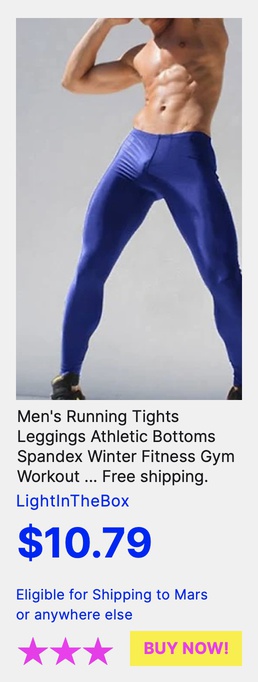 Men's Running Tights
Leggings Athletic Bottoms
Spandex Winter Fitness Gym
Workout ... Free shipping.
LightInTheBox
$10.79
Eligible for Shipping to Mars
or anywhere else
BUY NOW!